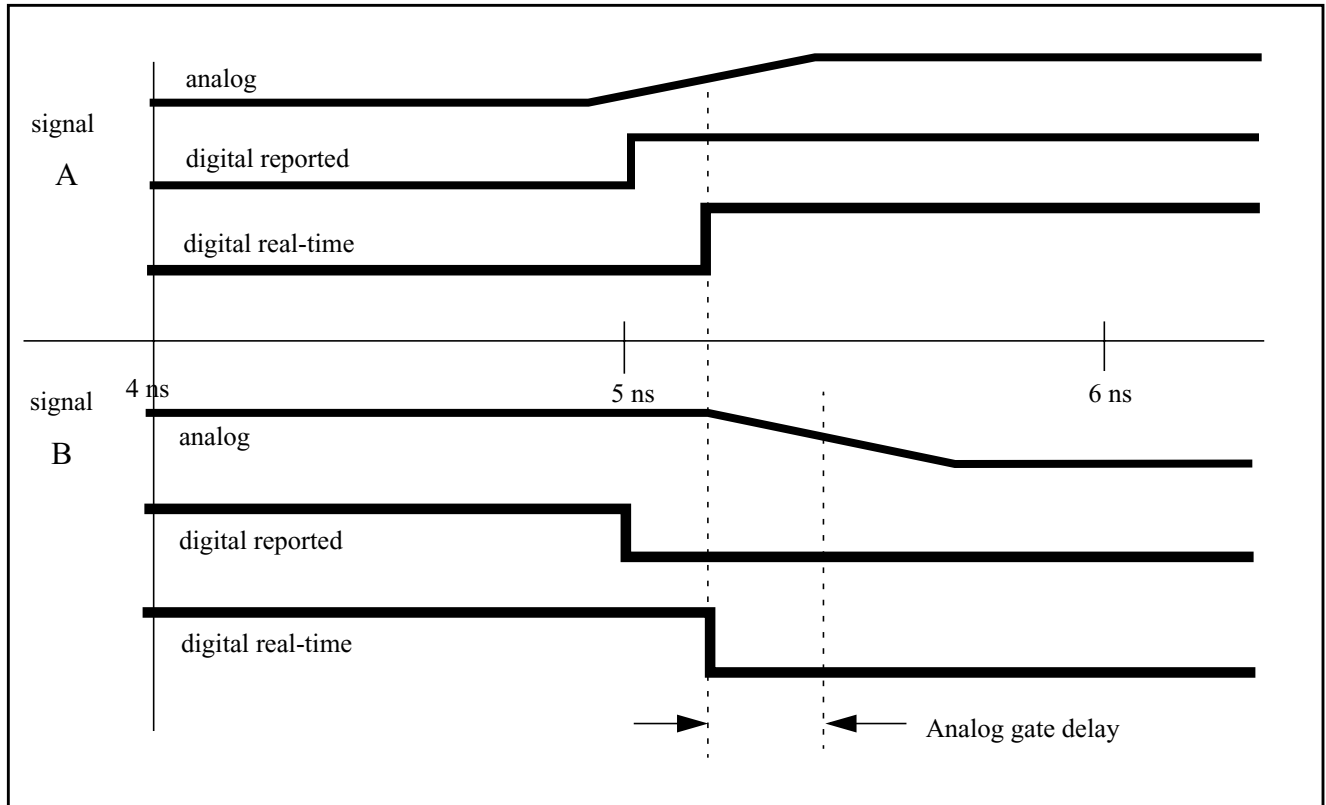 analog
signal
A
digital reported
digital real-time
4 ns
5 ns
6 ns
signal
B
analog
digital reported
digital real-time
Analog gate delay